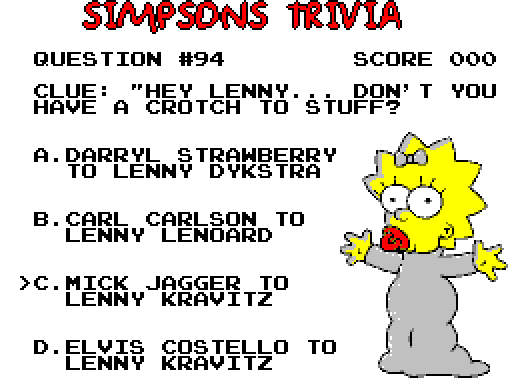 SIMPSONS TRIVIA
QUESTION #94 SCORE 000
CLUE: "HEY LENNY... DON'T YOU
HAVE A CROTCH TO STUFF?
A.DARRYL STRAWBERRY
TO LENNY DYKSTRA
B.CARL CARLSON TO
LENNY LENOARD
>C.MICK JAGGER TO
LENNY KRAVITZ
D.ELVIS COSTELLO TO
LENNY KRAVITZ